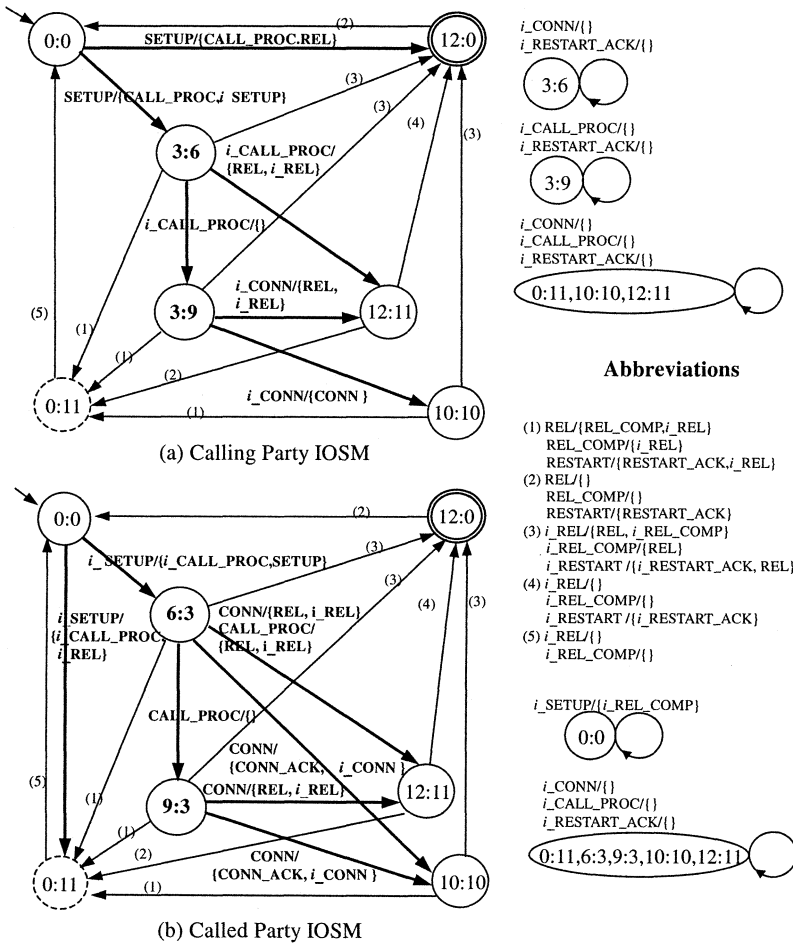 (2)
0:0
SETUP/{CALL_PROC.REL}
12:0
(3)
SETUP/{CALL_PROC,i SETUP}
(3)
(4)
(3)
3:6
i_CALL_PROC/
{REL, i_REL}
i_CALL_PROC/{}
i_CONN/{REL,
i_REL}
3:9
12:11
(5)
(1)
(1)
(2)
i_CONN/{CONN }
0:11
(1)
10:10
(a) Calling Party IOSM
0:0
(2)
12:0
i_SETUP/{i_CALL_PROC,SETUP}
(3)
(3)
i_SETUP/
{i_CALL_PROC,
i_REL}
6:3
CONN/{REL, i_REL}
CALL_PROC/
{REL, i_REL}
(4)
(3)
CALL_PROC/{}
CONN/
{CONN_ACK, i_CONN }
(5)
(1)
9:3
CONN/{REL, i_REL}
12:11
(1)
(2)
CONN/
{CONN_ACK, i_CONN }
0:11
(1)
10:10
(b) Called Party IOSM
i_CONN/{}
i_RESTART_ACK/{}
3:6
i_CALL_PROC/{}
i_RESTART_ACK/{}
3:9
i_CONN/{}
i_CALL_PROC/{}
i_RESTART_ACK/{}
0:11,10:10,12:11
Abbreviations
(1) REL/{REL_COMP,i_REL}
REL_COMP/{i_REL}
RESTART/{RESTART_ACK,i_REL}
(2) REL/{}
REL_COMP/{}
RESTART/{RESTART_ACK}
(3) i_REL/{REL, i_REL_COMP}
i_REL_COMP/{REL}
i_RESTART /{i_RESTART_ACK, REL}
(4) i_REL/{}
i_REL_COMP/{}
i_RESTART /{i_RESTART_ACK}
(5) i_REL/{}
i_REL_COMP/{}
i_SETUP/{i_REL_COMP}
0:0
i_CONN/{}
i_CALL_PROC/{}
i_RESTART_ACK/{}
0:11,6:3,9:3,10:10,12:11